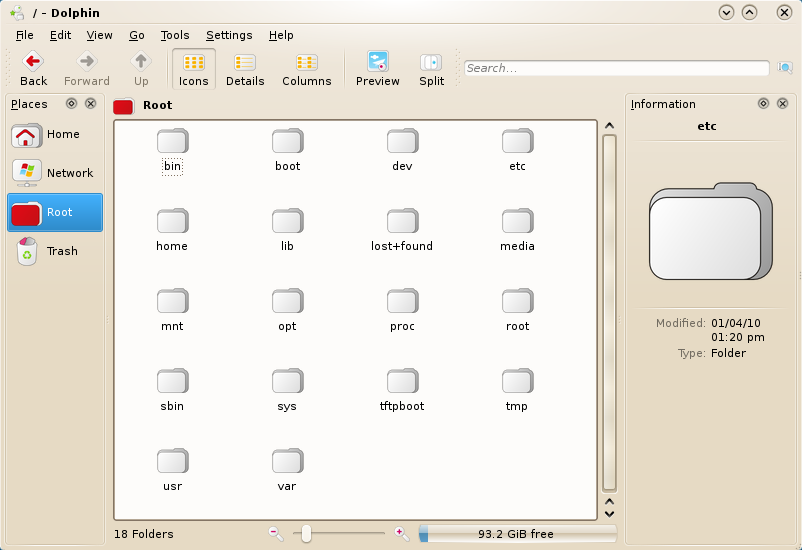 / - Dolphin
File Edit View Go Tools Settings Help
Back Forward Up Icons Details Columns Preview Split Search...
Places
Home
Network
Root
Trash
Root
bin boot dev etc
home lib lost+found media
mnt opt proc root
sbin sys tftpboot tmp
usr var
18 Folders 93.2 GiB free
Information
etc
Modified: 01/04/10
01:20 pm
Type: Folder